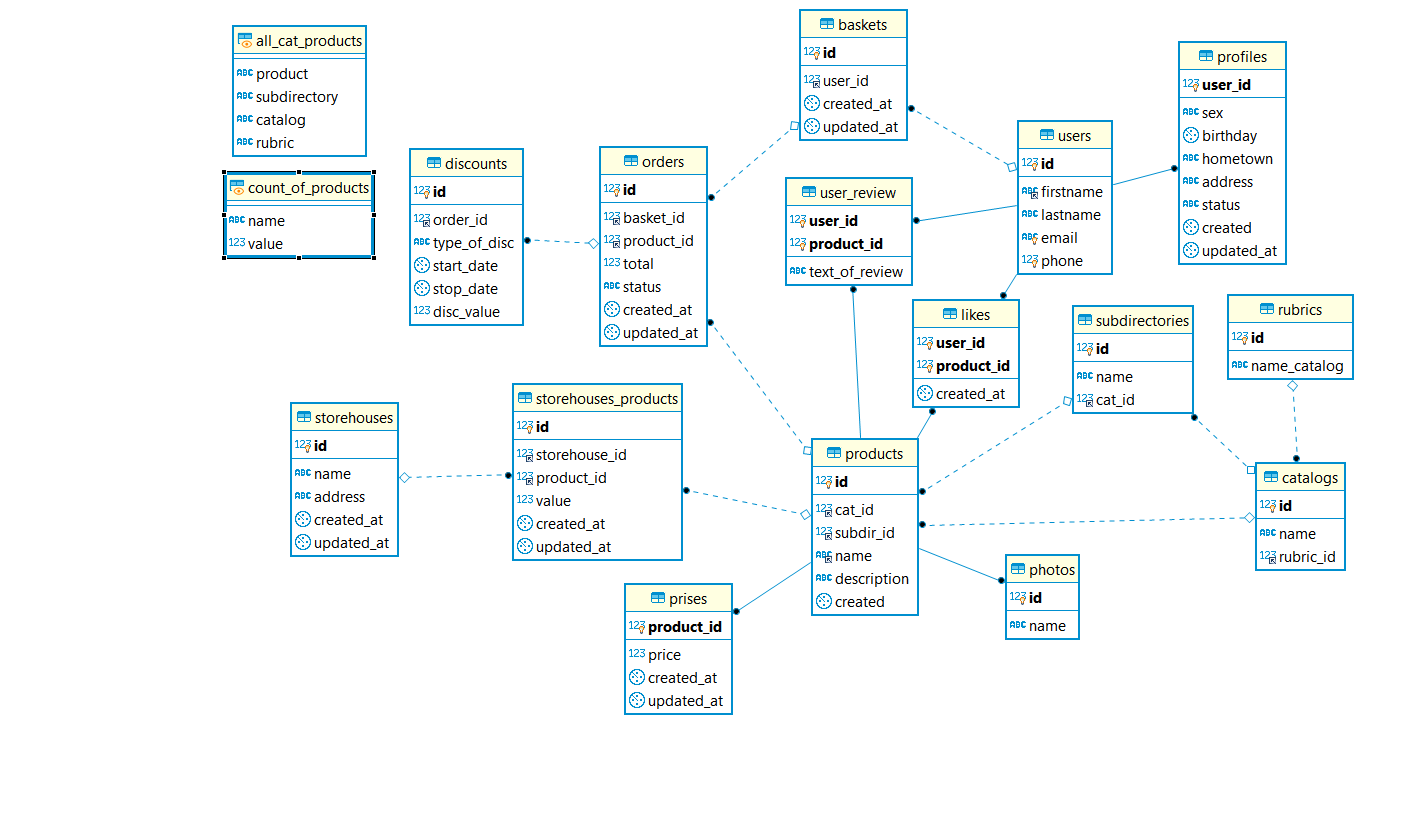 all_cat_products
product
subdirectory
catalog
rubric
count_of_products
name
value
discounts
id
order_id
type_of_disc
start_date
stop_date
disc_value
orders
id
basket_id
product_id
total
status
created_at
updated_at
baskets
id
user_id
created_at
updated_at
users
id
firstname
lastname
email
phone
profiles
user_id
sex
birthday
hometown
address
status
created
updated_at
user_review
user_id
product_id
text_of_review
likes
user_id
product_id
created_at
subdirectories
id
name
cat_id
rubrics
id
name_catalog
storehouses
id
name
address
created_at
updated_at
storehouses_products
id
storehouse_id
product_id
value
created_at
updated_at
products
id
cat_id
subdir_id
name
description
created
catalogs
id
name
rubric_id
photos
id
name
prises
product_id
price
created_at
updated_at